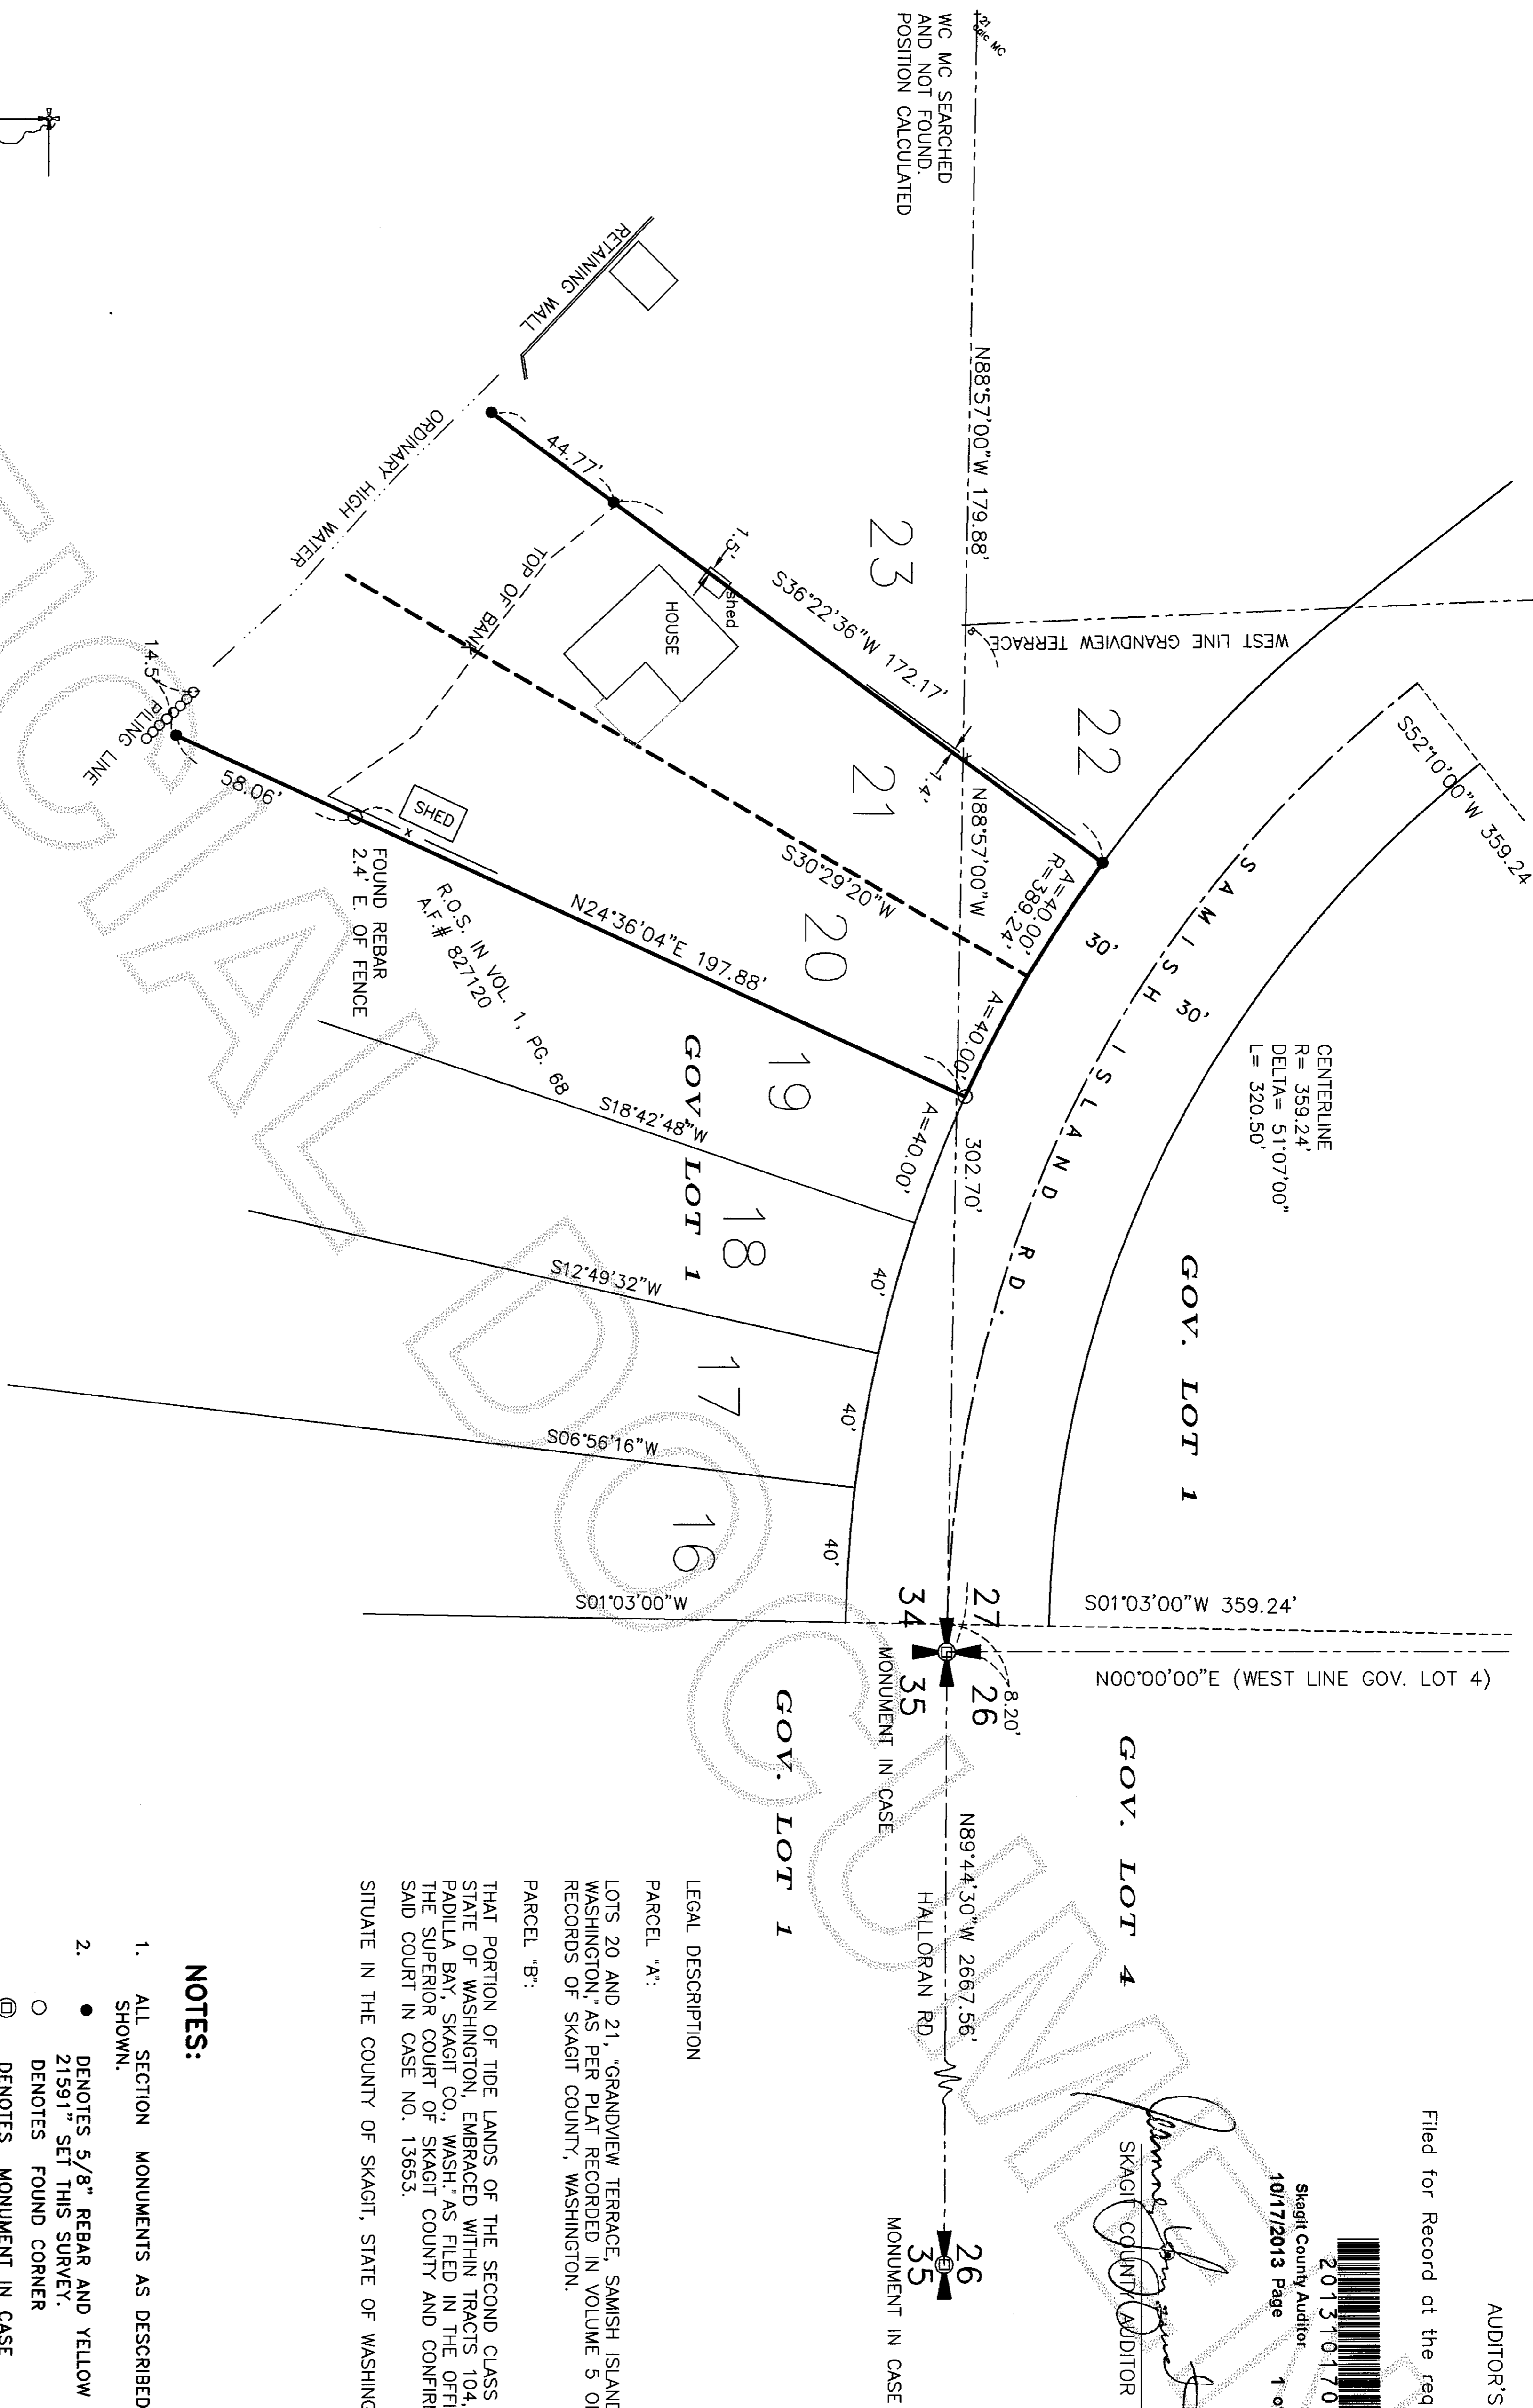 AUDITOR'S
Filed for Record at the req
201310170
Skagit County Auditor
10/17/2013 Page 1 of
SKAGIT COUNTY AUDITOR
S52°10'00"W 359.24
SAMISH ISLAND RD.
30'
30'
CENTERLINE
R= 359.24'
DELTA= 51°07'00"
L= 320.50'
GOV. LOT 1
S01°03'00"W 359.24'
N00°00'00"E (WEST LINE GOV. LOT 4)
GOV. LOT 4
WEST LINE GRANDVIEW TERRACE
21
calc MC
WC MC SEARCHED
AND NOT FOUND.
POSITION CALCULATED
N88°57'00"W 179.88'
N88°57'00"W
302.70'
22
23
21
20
19
18
17
16
A=40.00'
R=389.24'
A=40.00'
A=40.00'
40'
40'
40'
27
26
34
35
8.20'
MONUMENT IN CASE
N89°44'30"W 2667.56'
HALLORAN RD.
26
35
MONUMENT IN CASE
S36°22'36"W 172.17'
1.4'
1.5'
shed
HOUSE
44.77'
TOP OF BANK
S30°29'20"W
N24°36'04"E 197.88'
R.O.S. IN VOL. 1, PG. 68
A.F.# 827120
S18°42'48"W
S12°49'32"W
S06°56'16"W
S01°03'00"W
GOV. LOT 1
GOV. LOT 1
RETAINING WALL
ORDINARY HIGH WATER
SHED
FOUND REBAR
2.4' E. OF FENCE
58.06'
14.5'
PILING LINE
LEGAL DESCRIPTION
PARCEL "A":
LOTS 20 AND 21, "GRANDVIEW TERRACE, SAMISH ISLAND
WASHINGTON," AS PER PLAT RECORDED IN VOLUME 5 O
RECORDS OF SKAGIT COUNTY, WASHINGTON.
PARCEL "B":
THAT PORTION OF TIDE LANDS OF THE SECOND CLASS
STATE OF WASHINGTON, EMBRACED WITHIN TRACTS 104,
PADILLA BAY, SKAGIT CO., WASH." AS FILED IN THE OFFI
THE SUPERIOR COURT OF SKAGIT COUNTY AND CONFIR
SAID COURT IN CASE NO. 13653.
SITUATE IN THE COUNTY OF SKAGIT, STATE OF WASHING
NOTES:
1. ALL SECTION MONUMENTS AS DESCRIBED
SHOWN.
2. ● DENOTES 5/8" REBAR AND YELLOW
21591" SET THIS SURVEY.
○ DENOTES FOUND CORNER
DENOTES MONUMENT IN CASE
FICIAL DOCUME